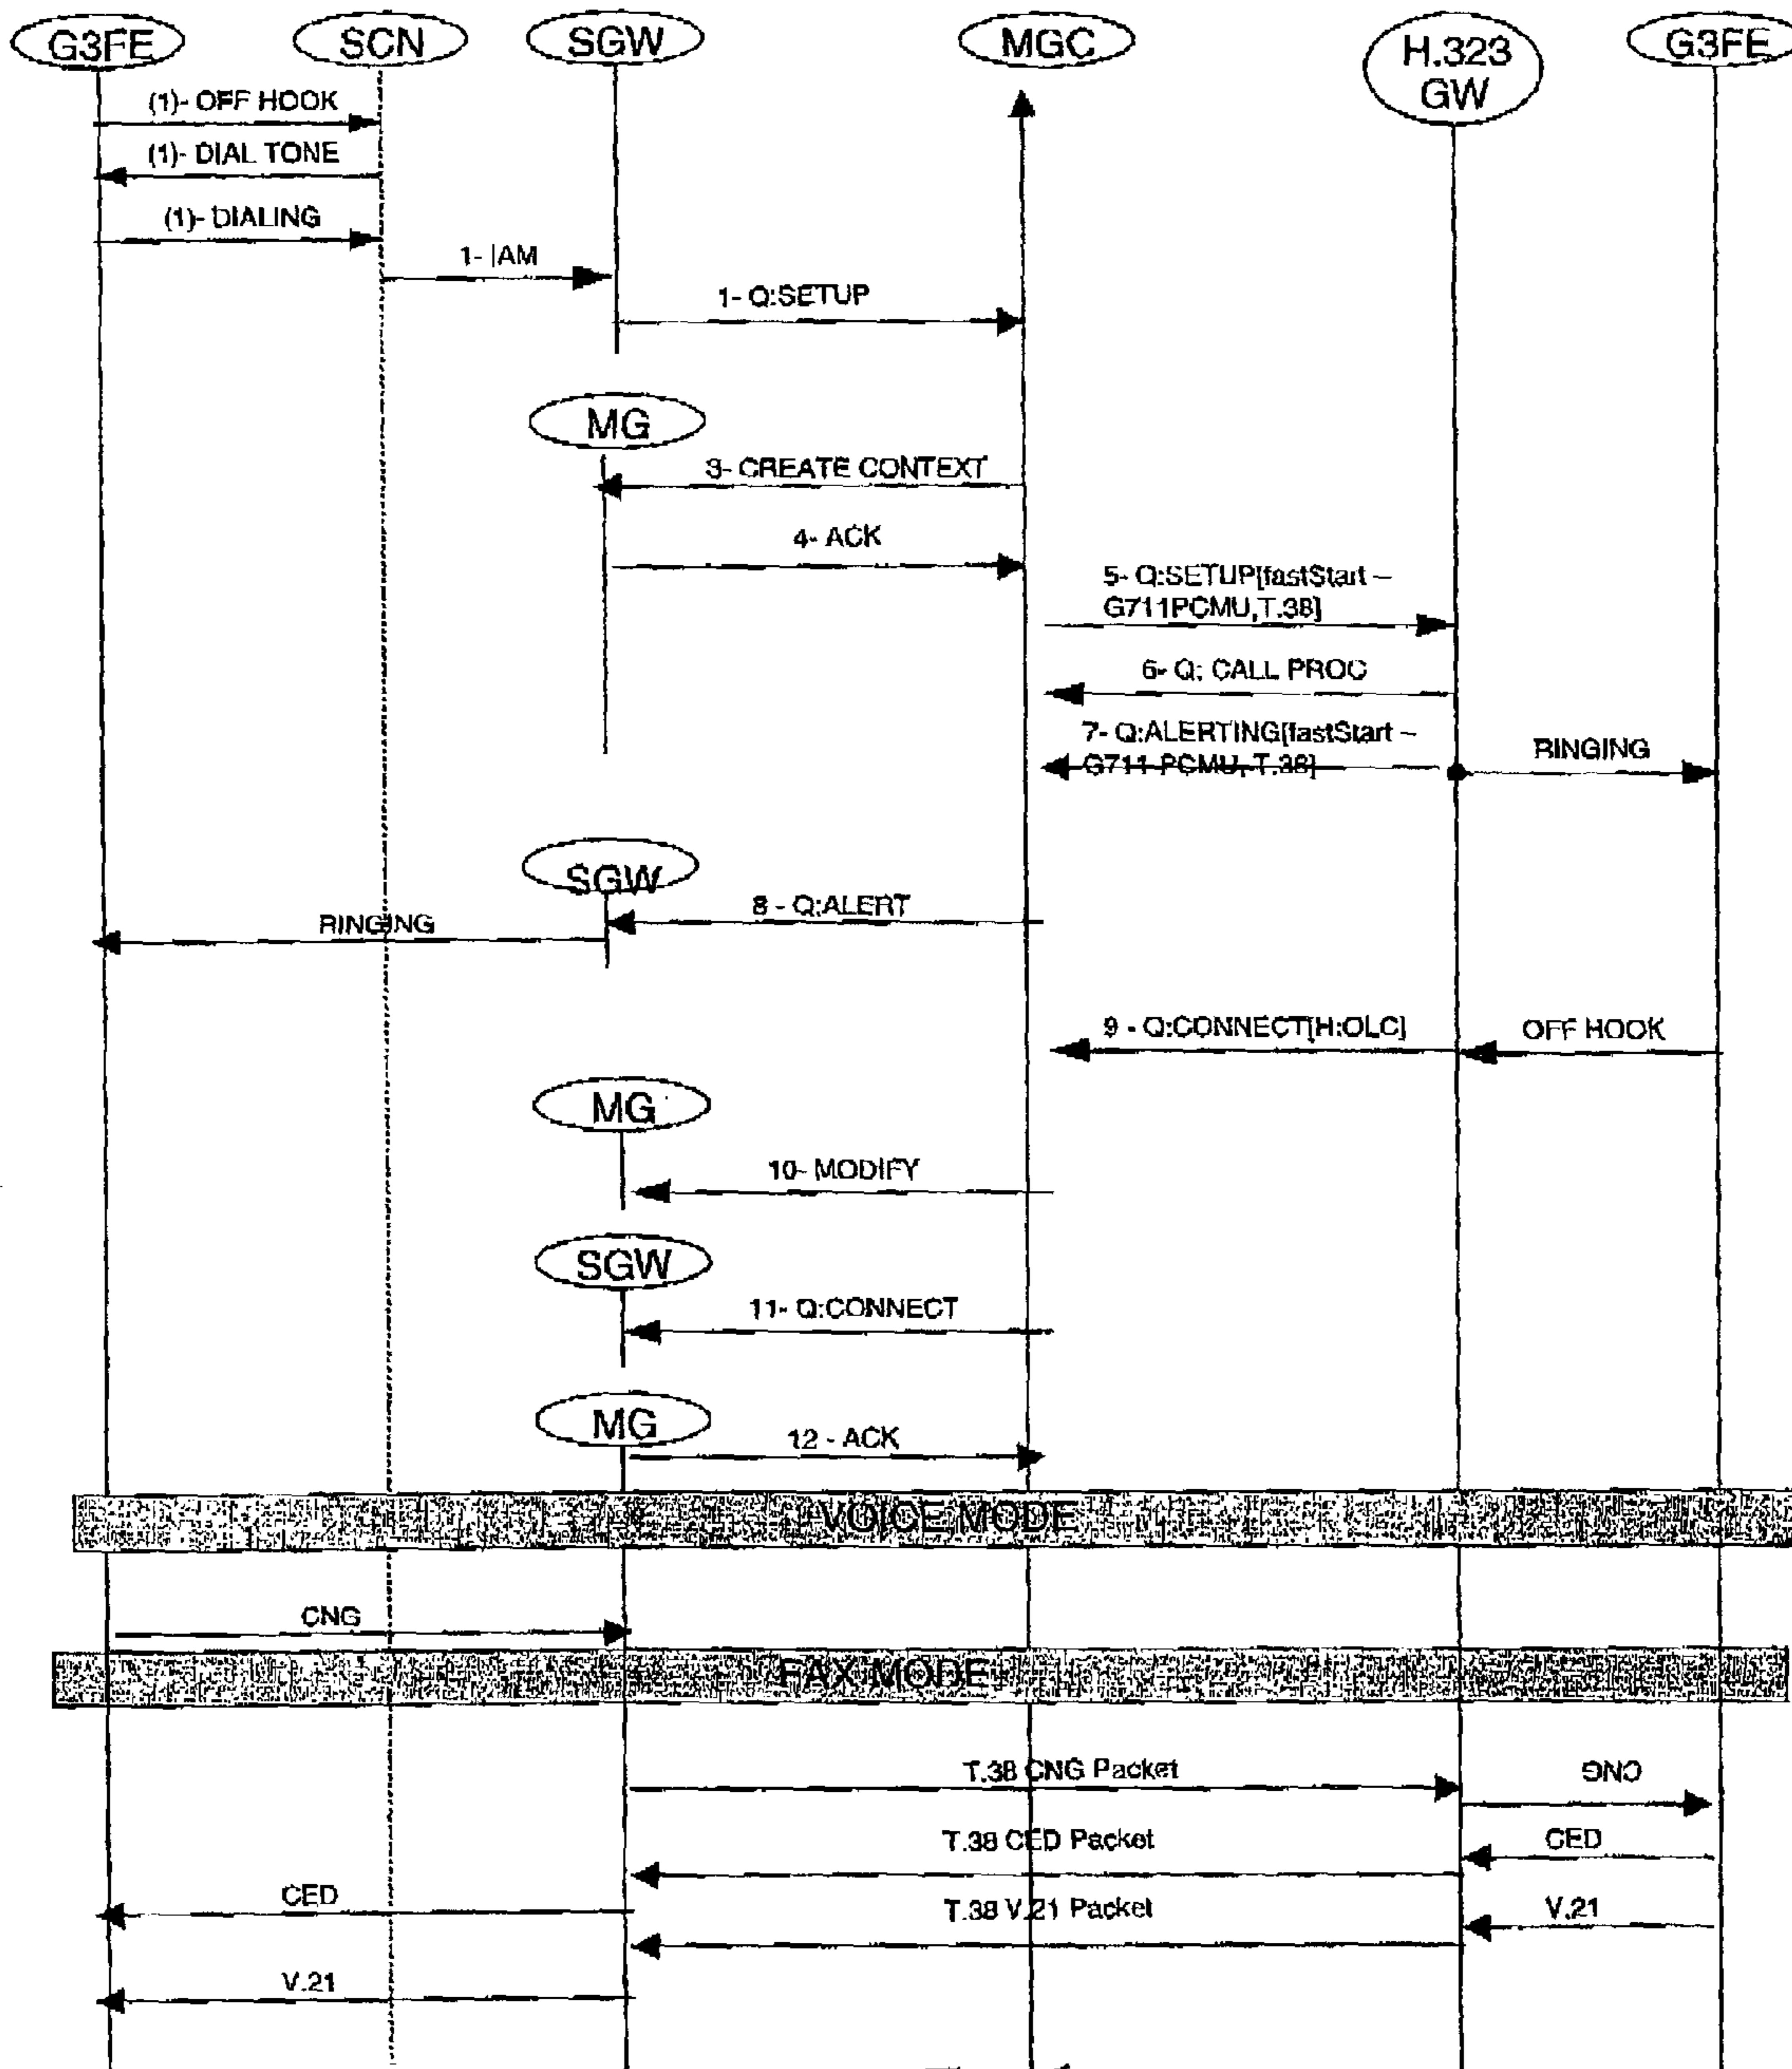 G3FE
SCN
SGW
MGC
H.323
GW
G3FE
(1)- OFF HOOK
(1)- DIAL TONE
(1)- DIALING
1- IAM
1- Q:SETUP
MG
3- CREATE CONTEXT
4- ACK
5- Q:SETUP[fastStart –
G711PCMU,T.38]
6- Q: CALL PROC
7- Q:ALERTING[fastStart –
G711 PCMU, T.38]
RINGING
SGW
8 - Q:ALERT
RINGING
9 - Q:CONNECT[H:OLC]
OFF HOOK
MG
10- MODIFY
SGW
11- Q:CONNECT
MG
12 - ACK
VOICE MODE
CNG
FAX MODE
T.38 CNG Packet
CNG
T.38 CED Packet
CED
CED
T.38 V.21 Packet
V.21
V.21